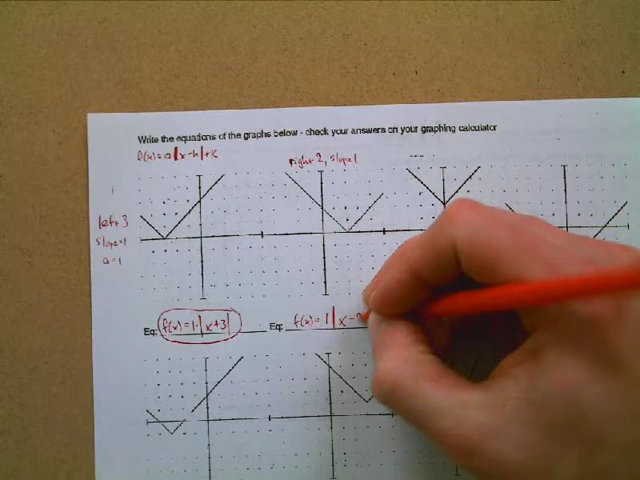 Write the equations of the graphs below - check your answers on your graphing calculator
f(x)=a|x-h|+k
right 2, slope=1
left 3
slope=1
a=1
Eq: f(x)=1·|x+3|
Eq: f(x)=1|x-2